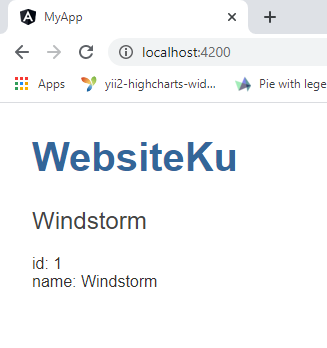 MyApp
localhost:4200
Apps
yii2-highcharts-wid...
Pie with lege
WebsiteKu
Windstorm
id: 1
name: Windstorm